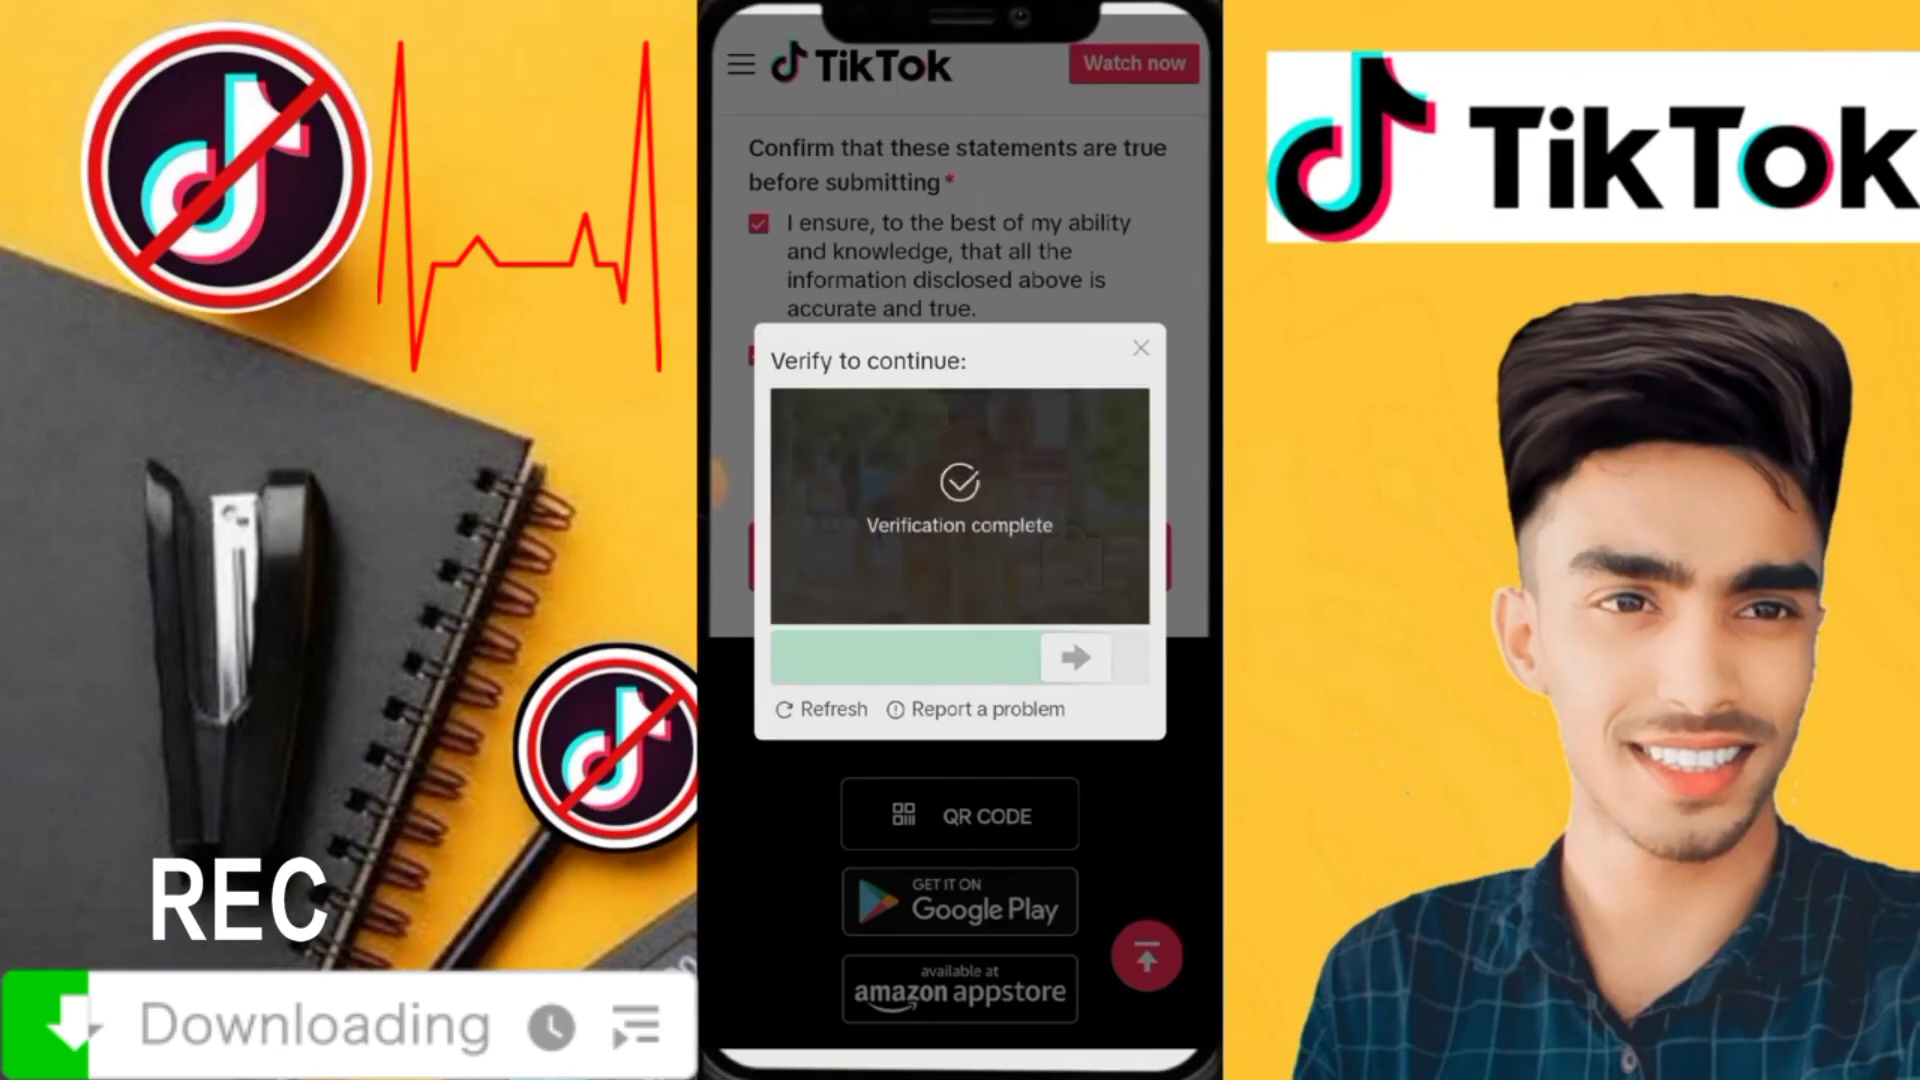 TikTok
Watch now
Confirm that these statements are true
before submitting*
I ensure, to the best of my ability
and knowledge, that all the
information disclosed above is
accurate and true.
Verify to continue:
Verification complete
Refresh
Report a problem
QR CODE
GET IT ON
Google Play
available at
amazon appstore
REC
Downloading
TikTok